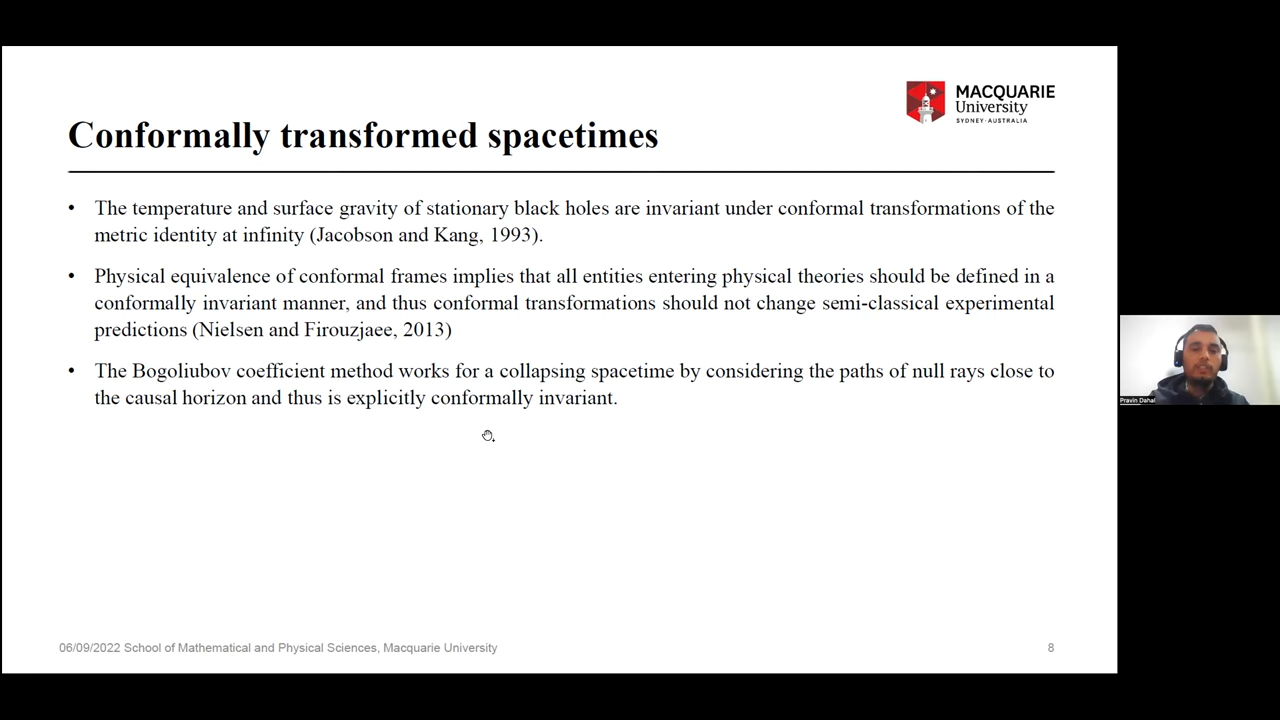 MACQUARIE
University
SYDNEY·AUSTRALIA
Conformally transformed spacetimes
• The temperature and surface gravity of stationary black holes are invariant under conformal transformations of the
metric identity at infinity (Jacobson and Kang, 1993).
• Physical equivalence of conformal frames implies that all entities entering physical theories should be defined in a
conformally invariant manner, and thus conformal transformations should not change semi-classical experimental
predictions (Nielsen and Firouzjaee, 2013)
• The Bogoliubov coefficient method works for a collapsing spacetime by considering the paths of null rays close to
the causal horizon and thus is explicitly conformally invariant.
Pravin Dahal
06/09/2022 School of Mathematical and Physical Sciences, Macquarie University
8